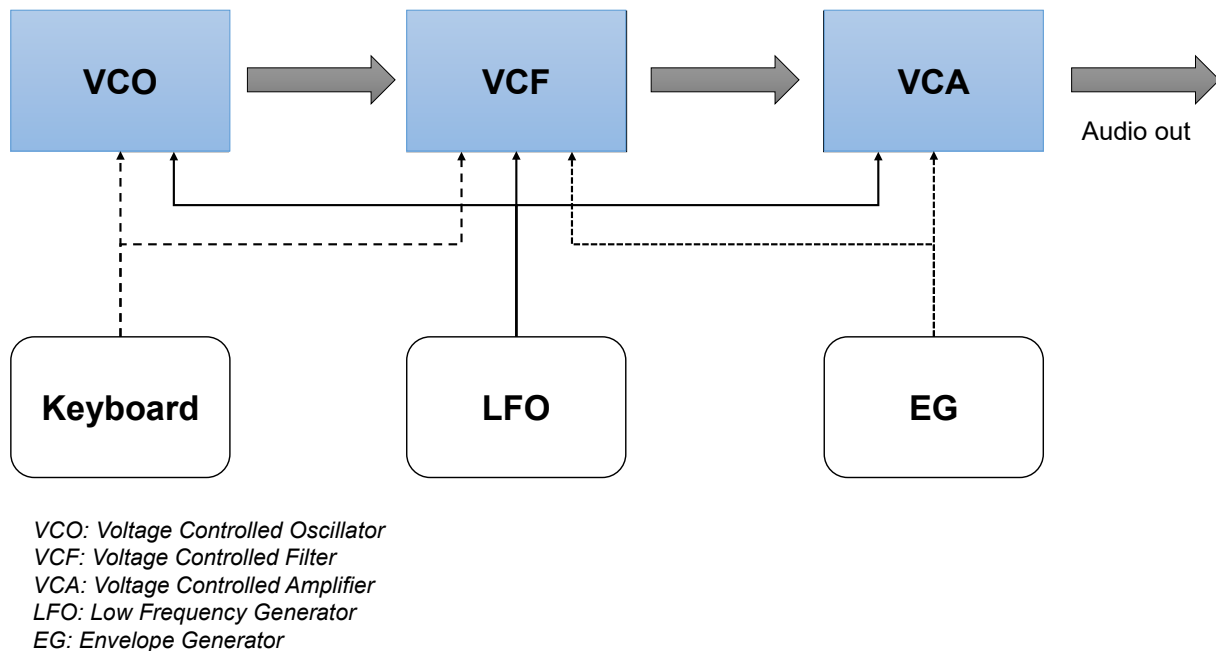 VCO
VCF
VCA
Audio out
Keyboard
LFO
EG
VCO: Voltage Controlled Oscillator
VCF: Voltage Controlled Filter
VCA: Voltage Controlled Amplifier
LFO: Low Frequency Generator
EG: Envelope Generator